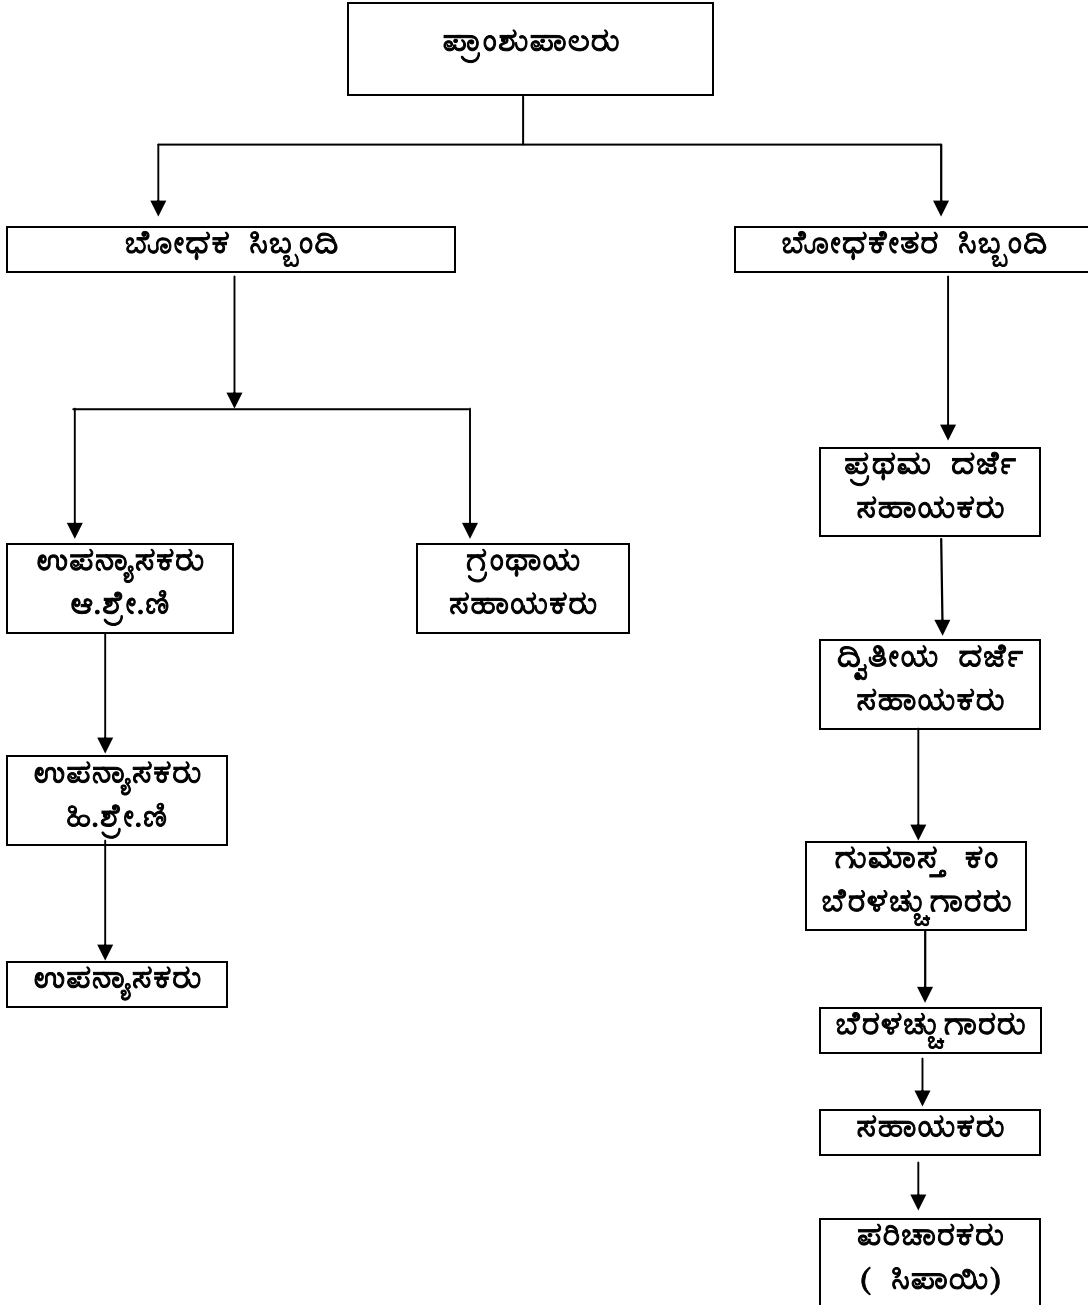 ಪ್ರಾಂಶುಪಾಲರು
ಬೋಧಕ ಸಿಬ್ಬಂದಿ
ಬೋಧಕೇತರ ಸಿಬ್ಬಂದಿ
ಉಪನ್ಯಾಸಕರು
ಆ.ಶ್ರೇ.ಣಿ
ಗ್ರಂಥಾಯ
ಸಹಾಯಕರು
ಉಪನ್ಯಾಸಕರು
ಹಿ.ಶ್ರೇ.ಣಿ
ಉಪನ್ಯಾಸಕರು
ಪ್ರಥಮ ದರ್ಜೆ
ಸಹಾಯಕರು
ದ್ವಿತೀಯ ದರ್ಜೆ
ಸಹಾಯಕರು
ಗುಮಾಸ್ತ ಕಂ
ಬೆರಳಚ್ಚುಗಾರರು
ಬೆರಳಚ್ಚುಗಾರರು
ಸಹಾಯಕರು
ಪರಿಚಾರಕರು
( ಸಿಪಾಯಿ)